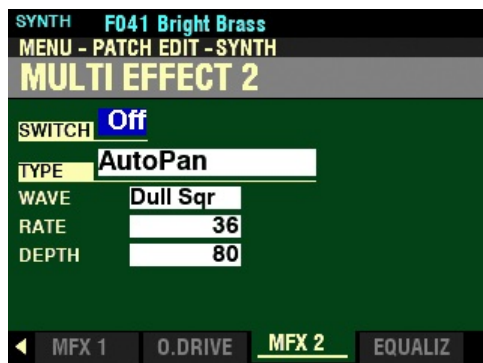 SYNTH F041 Bright Brass
MENU - PATCH EDIT - SYNTH
MULTI EFFECT 2
SWITCH Off
TYPE AutoPan
WAVE Dull Sqr
RATE 36
DEPTH 80
MFX 1 O.DRIVE MFX 2 EQUALIZ